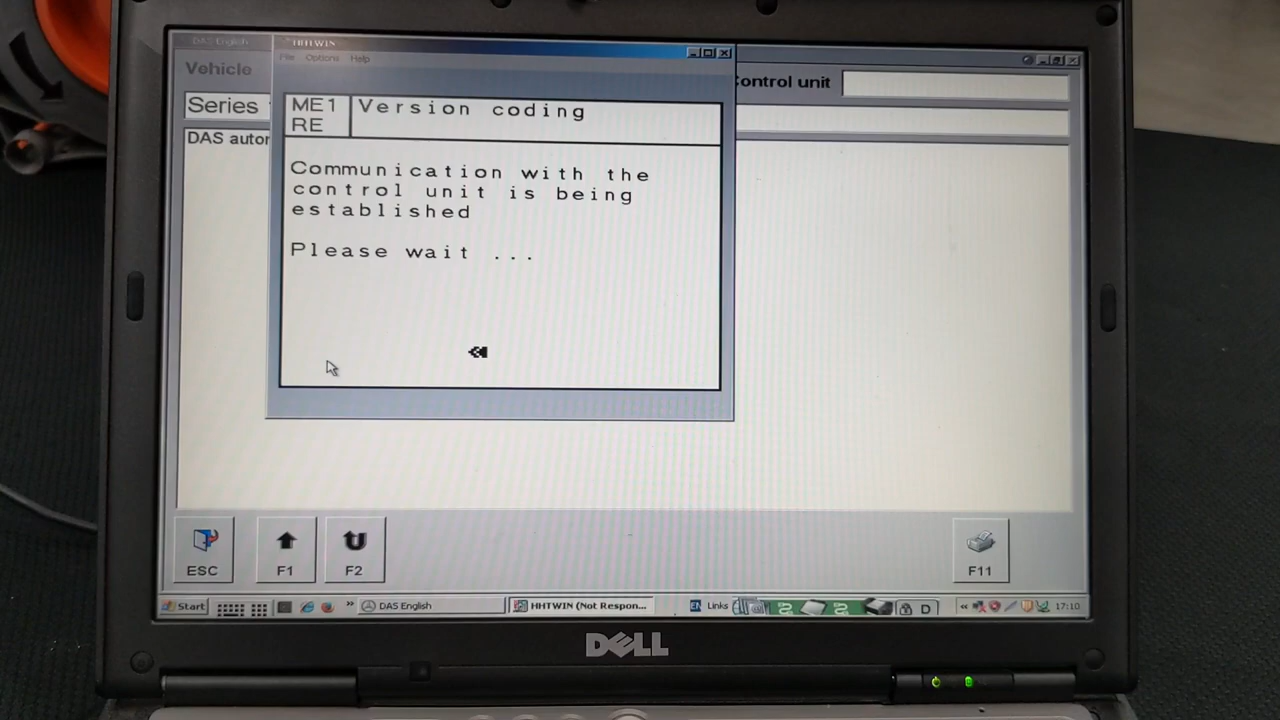 DAS English
HHTWIN
File Options Help
Vehicle
Control unit
Series
ME1
RE
Version coding
DAS autor
Communication with the
control unit is being
established
Please wait ...
ESC
F1
F2
F11
Start
DAS English
HHTWIN (Not Respon...
EN
Links
D
17:10
DELL